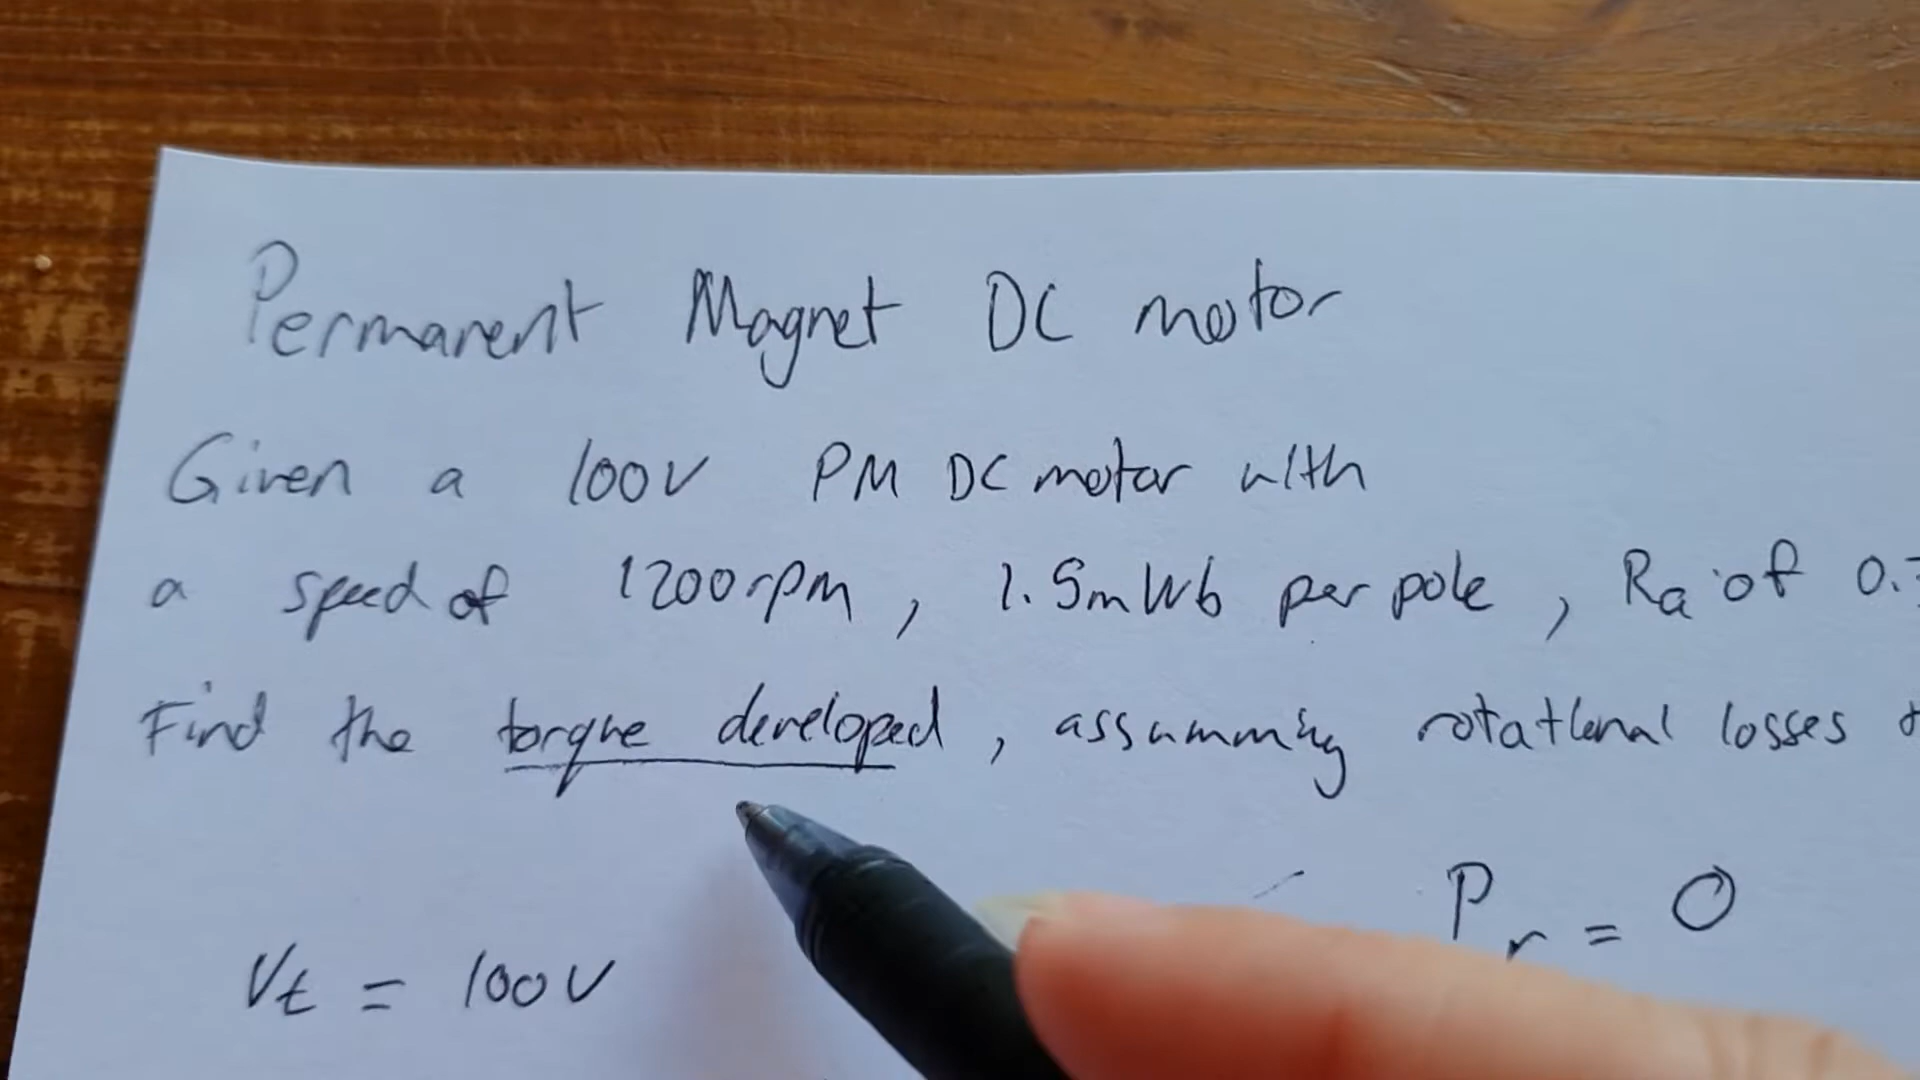 Permanent Magnet DC motor
Given a 100V PM DC motor with
a speed of 1200rpm, 1.5mWb per pole, Ra of 0.
Find the torque developed, assumming rotational losses
Pr = 0
Vt = 100V